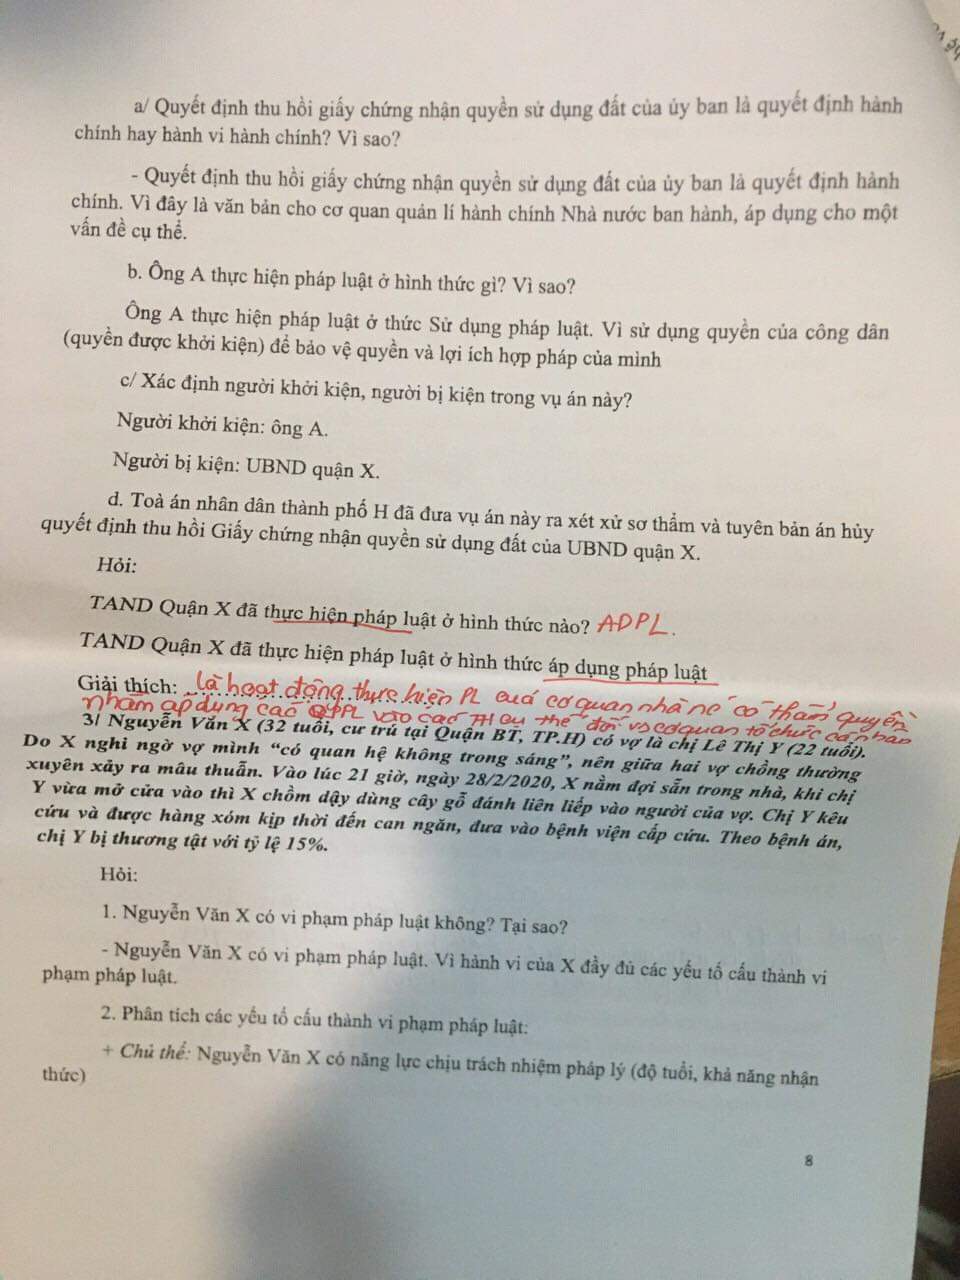 a/ Quyết định thu hồi giấy chứng nhận quyền sử dụng đất của ủy ban là quyết định hành
chính hay hành vi hành chính? Vì sao?
- Quyết định thu hồi giấy chứng nhận quyền sử dụng đất của ủy ban là quyết định hành
chính. Vì đây là văn bản cho cơ quan quản lí hành chính Nhà nước ban hành, áp dụng cho một
vấn đề cụ thể.
b. Ông A thực hiện pháp luật ở hình thức gì? Vì sao?
Ông A thực hiện pháp luật ở thức Sử dụng pháp luật. Vì sử dụng quyền của công dân
(quyền được khởi kiện) để bảo vệ quyền và lợi ích hợp pháp của mình
c/ Xác định người khởi kiện, người bị kiện trong vụ án này?
Người khởi kiện: ông A.
Người bị kiện: UBND quận X.
d. Toà án nhân dân thành phố H đã đưa vụ án này ra xét xử sơ thẩm và tuyên bản án hủy
quyết định thu hồi Giấy chứng nhận quyền sử dụng đất của UBND quận X.
Hỏi:
TAND Quận X đã thực hiện pháp luật ở hình thức nào? ADPL.
TAND Quận X đã thực hiện pháp luật ở hình thức áp dụng pháp luật
Giải thích: là hoạt động thực hiện PL cuả cơ quan nhà nc có thẩm quyền
nhằm áp dụng các QPPL vào các TH cụ thể đối vs cơ quan tổ chức cá nhân
3/ Nguyễn Văn X (32 tuổi, cư trú tại Quận BT, TP.H) có vợ là chị Lê Thị Y (22 tuổi).
Do X nghi ngờ vợ mình “có quan hệ không trong sáng”, nên giữa hai vợ chồng thường
xuyên xảy ra mâu thuẫn. Vào lúc 21 giờ, ngày 28/2/2020, X nằm đợi sẵn trong nhà, khi chị
Y vừa mở cửa vào thì X chồm dậy dùng cây gỗ đánh liên liếp vào người của vợ. Chị Y kêu
cứu và được hàng xóm kịp thời đến can ngăn, đưa vào bệnh viện cấp cứu. Theo bệnh án,
chị Y bị thương tật với tỷ lệ 15%.
Hỏi:
1. Nguyễn Văn X có vi phạm pháp luật không? Tại sao?
- Nguyễn Văn X có vi phạm pháp luật. Vì hành vi của X đầy đủ các yếu tố cấu thành vi
phạm pháp luật.
2. Phân tích các yếu tố cấu thành vi phạm pháp luật:
+ Chủ thể: Nguyễn Văn X có năng lực chịu trách nhiệm pháp lý (độ tuổi, khả năng nhận
thức)
8